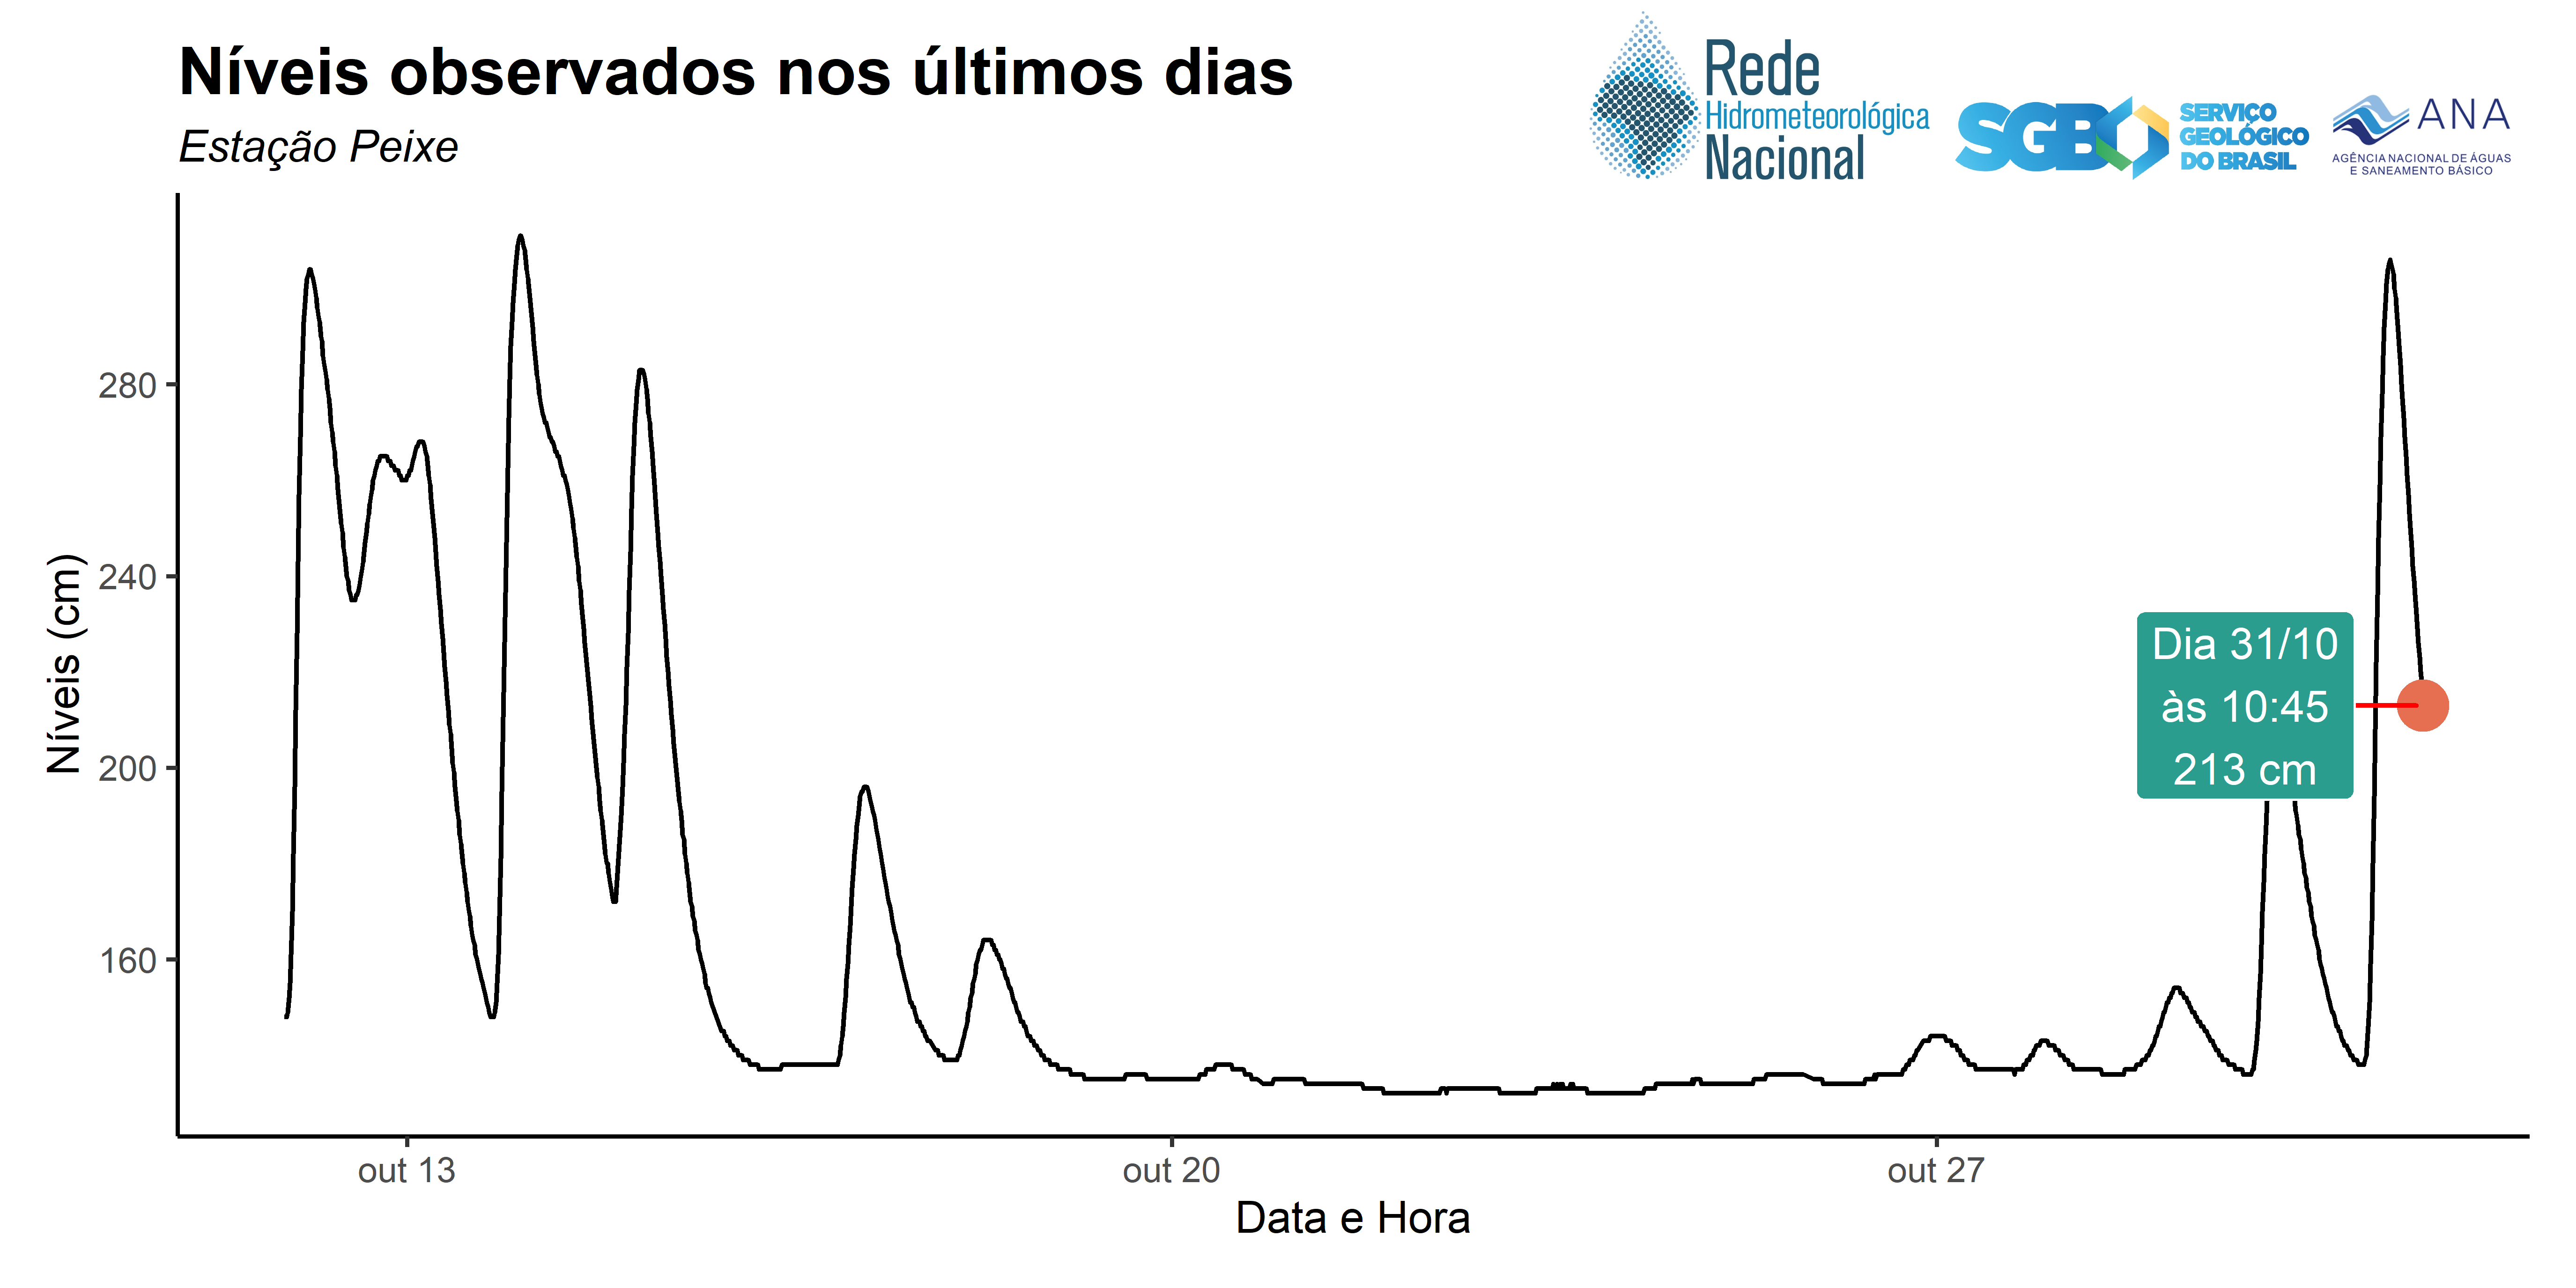 Níveis observados nos últimos dias
Estação Peixe
Rede
Hidrometeorológica
Nacional
SGB
SERVIÇO
GEOLÓGICO
DO BRASIL
ANA
AGÊNCIA NACIONAL DE ÁGUAS
E SANEAMENTO BÁSICO
Níveis (cm)
280
240
200
160
Dia 31/10
às 10:45
213 cm
out 13
out 20
out 27
Data e Hora